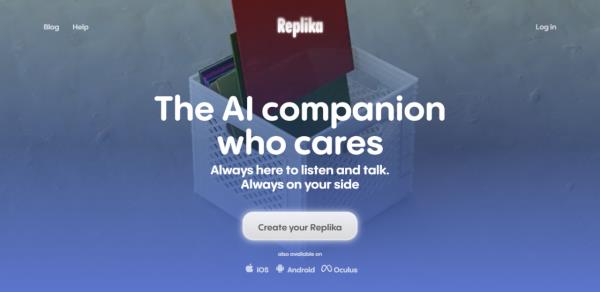 Blog Help Replika Log in
The AI companion
who cares
Always here to listen and talk.
Always on your side
Create your Replika
also available on
iOS Android Oculus